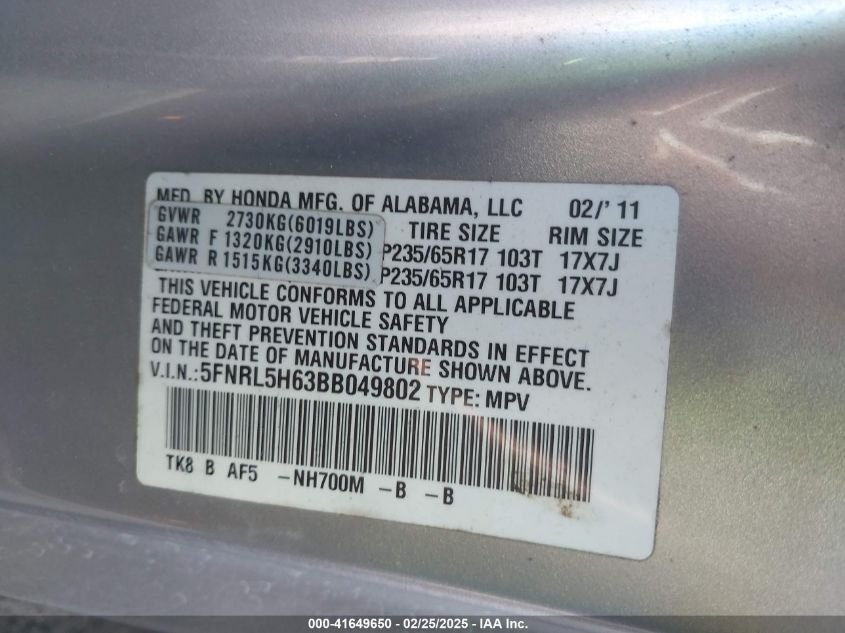 MFD. BY HONDA MFG. OF ALABAMA, LLC 02/'11
GVWR 2730KG(6019LBS) TIRE SIZE RIM SIZE
GAWR F 1320KG(2910LBS) P235/65R17 103T 17X7J
GAWR R 1515KG(3340LBS) P235/65R17 103T 17X7J
THIS VEHICLE CONFORMS TO ALL APPLICABLE
FEDERAL MOTOR VEHICLE SAFETY
AND THEFT PREVENTION STANDARDS IN EFFECT
ON THE DATE OF MANUFACTURE SHOWN ABOVE.
V.I.N.:5FNRL5H63BB049802 TYPE: MPV
TK8 B AF5 -NH700M -B -B
000-41649650 - 02/25/2025 - IAA Inc.